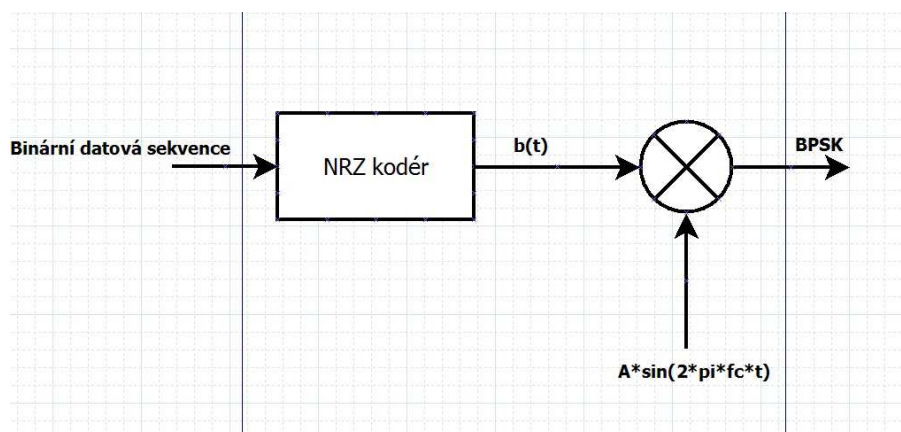 Binární datová sekvence
NRZ kodér
b(t)
BPSK
A*sin(2*pi*fc*t)